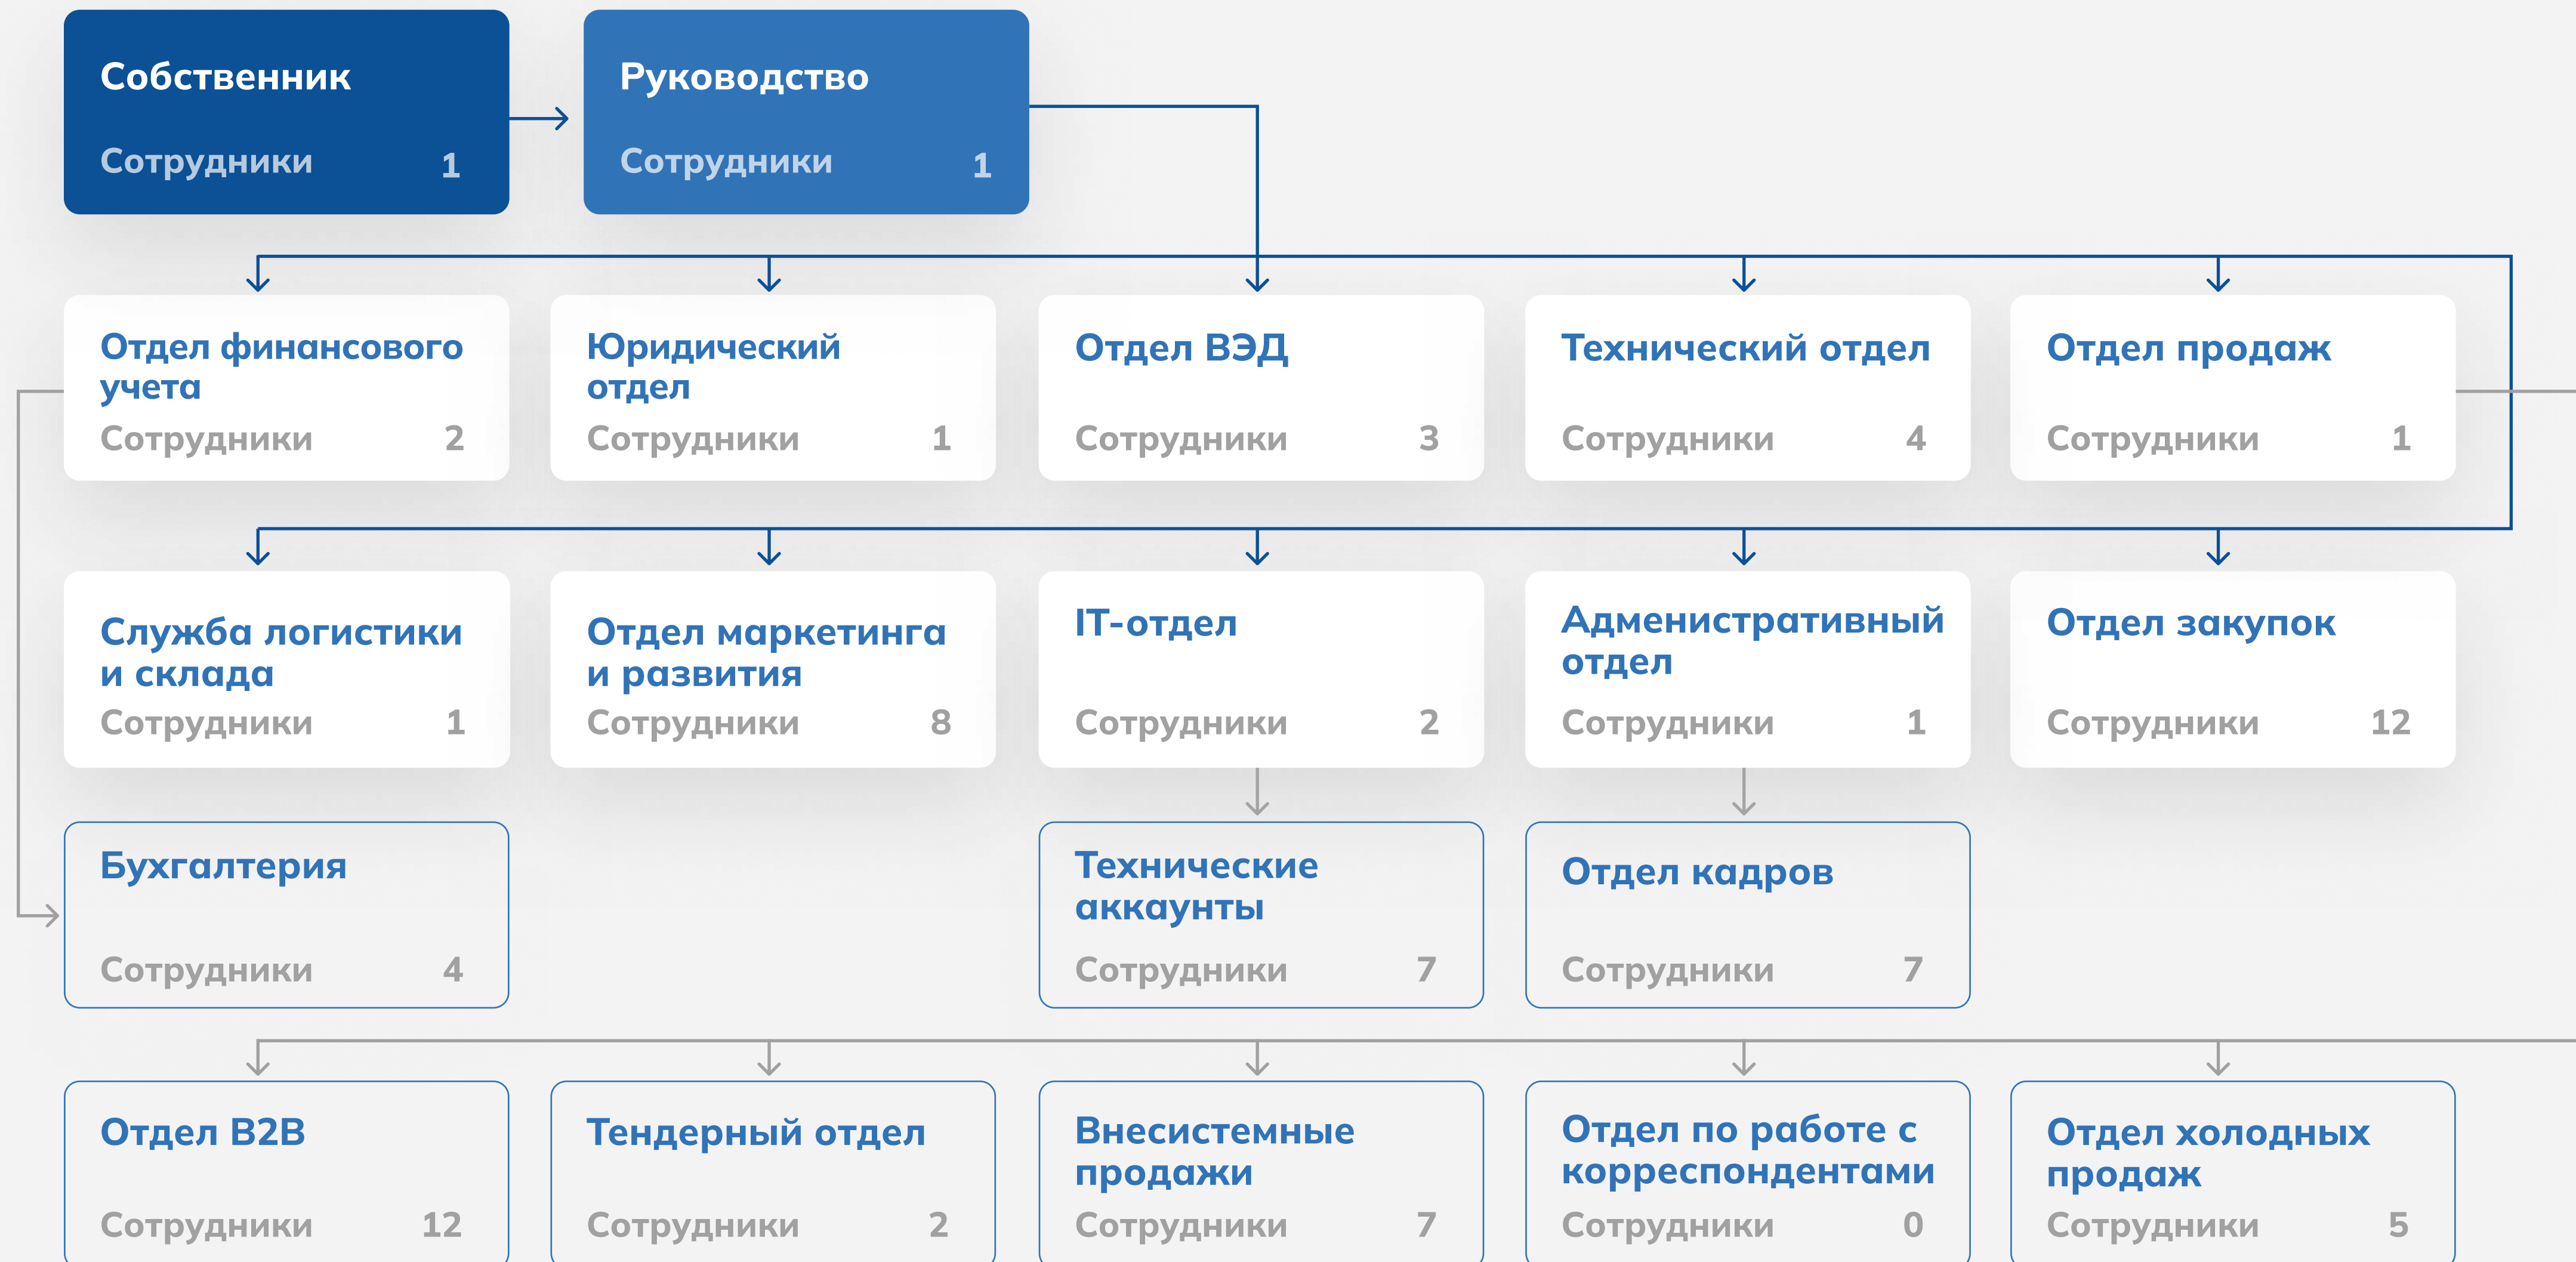 Собственник
Сотрудники 1
Руководство
Сотрудники 1
Отдел финансового
учета
Сотрудники 2
Юридический
отдел
Сотрудники 1
Отдел ВЭД
Сотрудники 3
Технический отдел
Сотрудники 4
Отдел продаж
Сотрудники 1
Служба логистики
и склада
Сотрудники 1
Отдел маркетинга
и развития
Сотрудники 8
IT-отдел
Сотрудники 2
Административный
отдел
Сотрудники 1
Отдел закупок
Сотрудники 12
Бухгалтерия
Сотрудники 4
Технические
аккаунты
Сотрудники 7
Отдел кадров
Сотрудники 7
Отдел B2B
Сотрудники 12
Тендерный отдел
Сотрудники 2
Внесистемные
продажи
Сотрудники 7
Отдел по работе с
корреспондентами
Сотрудники 0
Отдел холодных
продаж
Сотрудники 5